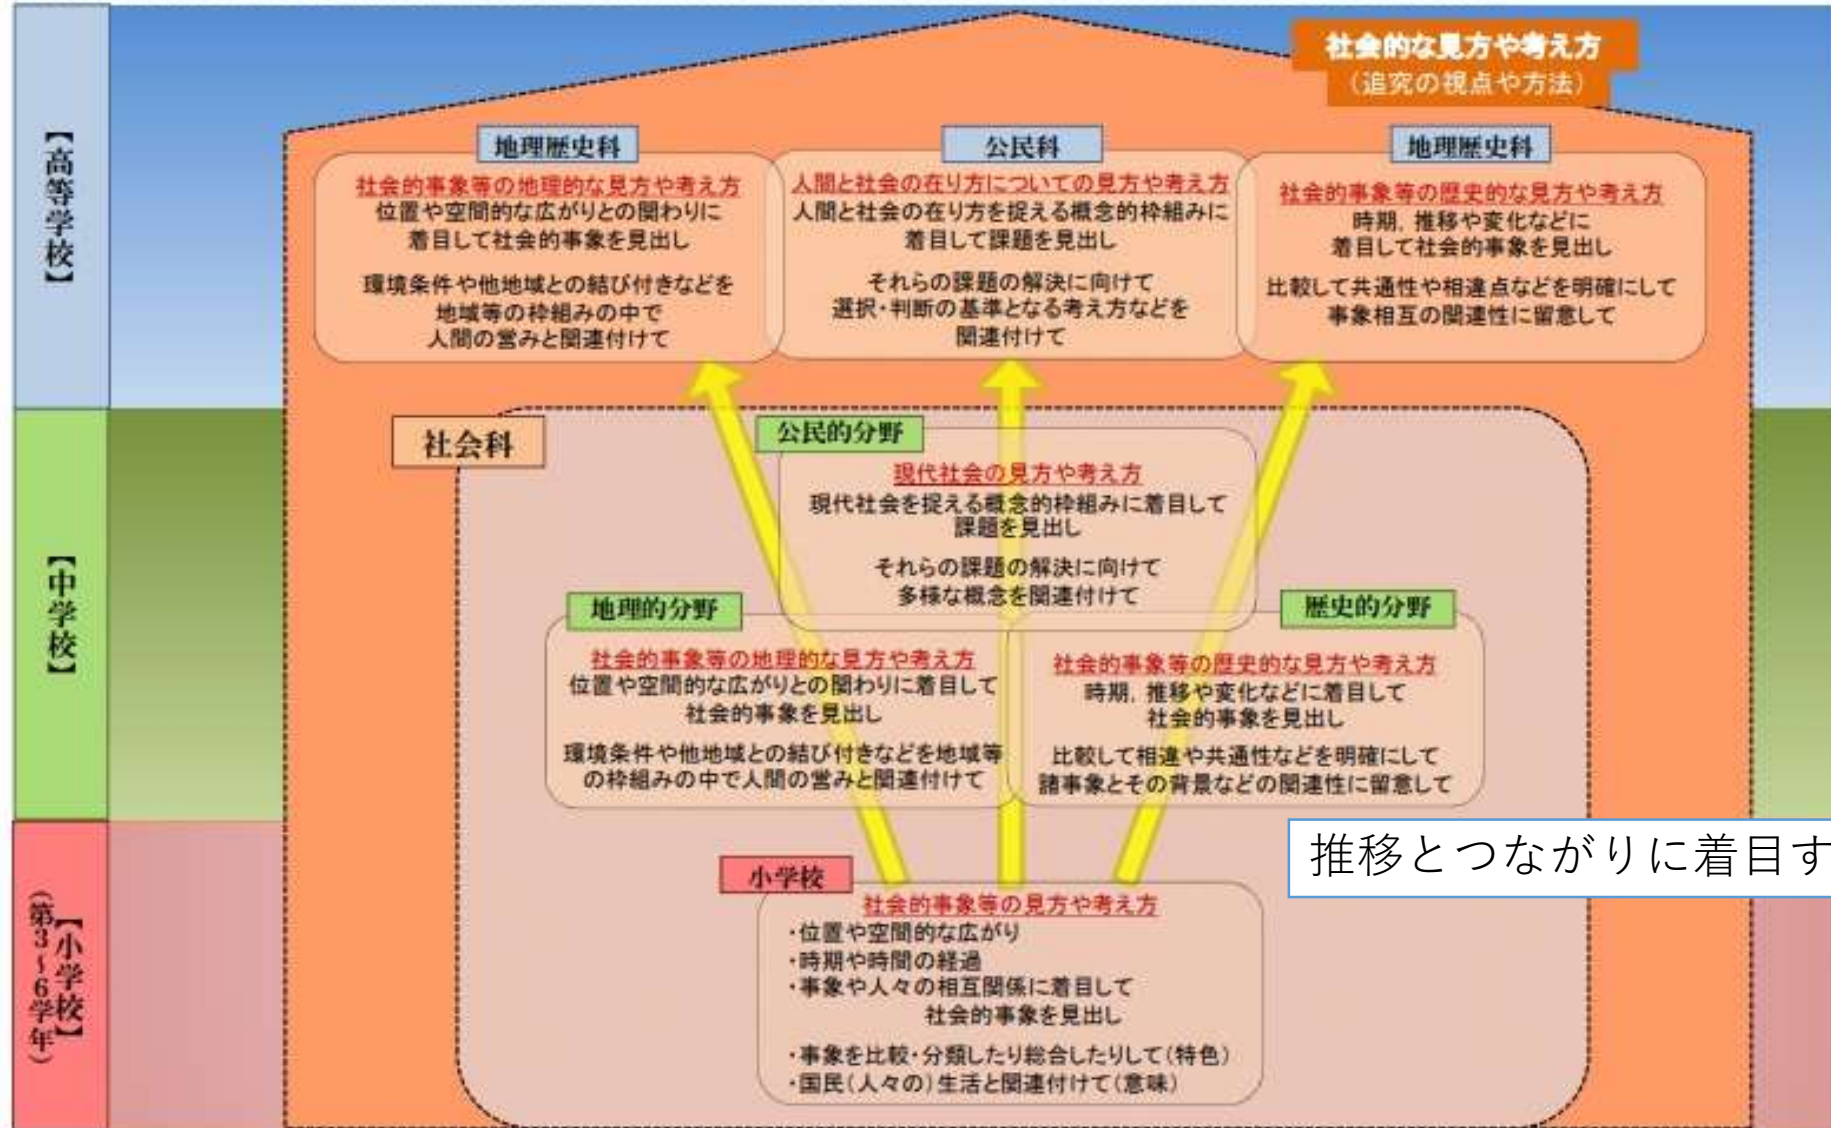 社会的な見方や考え方
（追究の視点や方法）
【高等学校】
地理歴史科
社会的事象等の地理的な見方や考え方
位置や空間的な広がりとの関わりに
着目して社会的事象を見出し
環境条件や他地域との結び付きなどを
地域等の枠組みの中で
人間の営みと関連付けて
公民科
人間と社会の在り方についての見方や考え方
人間と社会の在り方を捉える概念的枠組みに
着目して課題を見出し
それらの課題の解決に向けて
選択・判断の基準となる考え方などを
関連付けて
地理歴史科
社会的事象等の歴史的な見方や考え方
時期，推移や変化などに
着目して社会的事象を見出し
比較して共通性や相違点などを明確にして
事象相互の関連性に留意して
【中学校】
社会科
公民的分野
現代社会の見方や考え方
現代社会を捉える概念的枠組みに着目して
課題を見出し
それらの課題の解決に向けて
多様な概念を関連付けて
地理的分野
社会的事象等の地理的な見方や考え方
位置や空間的な広がりとの関わりに着目して
社会的事象を見出し
環境条件や他地域との結び付きなどを地域等
の枠組みの中で人間の営みと関連付けて
歴史的分野
社会的事象等の歴史的な見方や考え方
時期，推移や変化などに着目して
社会的事象を見出し
比較して相違や共通性などを明確にして
諸事象とその背景などの関連性に留意して
推移とつながりに着目す
【小学校】
（第3～6学年）
小学校
社会的事象等の見方や考え方
・位置や空間的な広がり
・時期や時間の経過
・事象や人々の相互関係に着目して
社会的事象を見出し
・事象を比較・分類したり総合したりして（特色）
・国民（人々の）生活と関連付けて（意味）